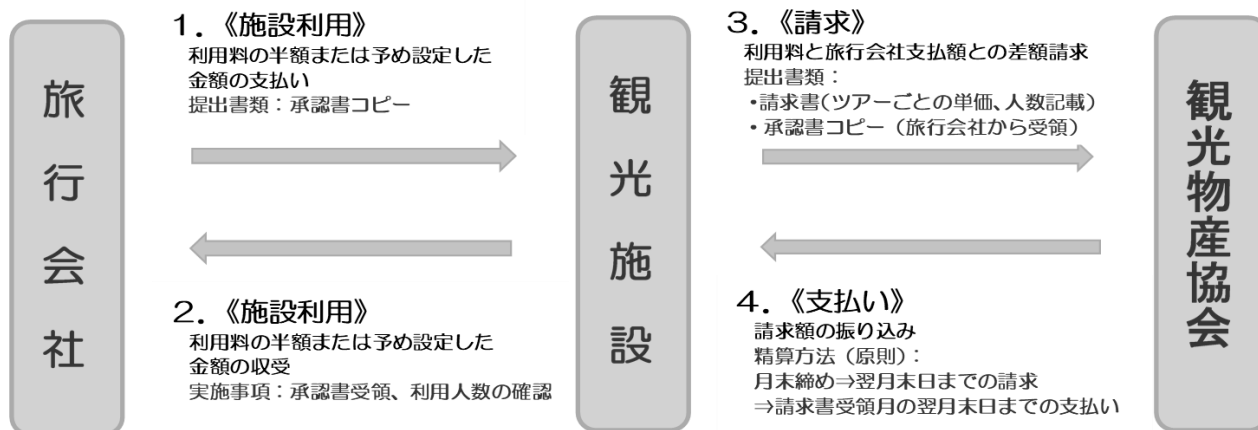 旅行会社
1．《施設利用》
利用料の半額または予め設定した
金額の支払い
提出書類：承認書コピー
2．《施設利用》
利用料の半額または予め設定した
金額の収受
実施事項：承認書受領、利用人数の確認
観光施設
3．《請求》
利用料と旅行会社支払額との差額請求
提出書類：
・請求書（ツアーごとの単価、人数記載）
・承認書コピー（旅行会社から受領）
4．《支払い》
請求額の振り込み
精算方法（原則）：
月末締め⇒翌月末日までの請求
⇒請求書受領月の翌月末日までの支払い
観光物産協会